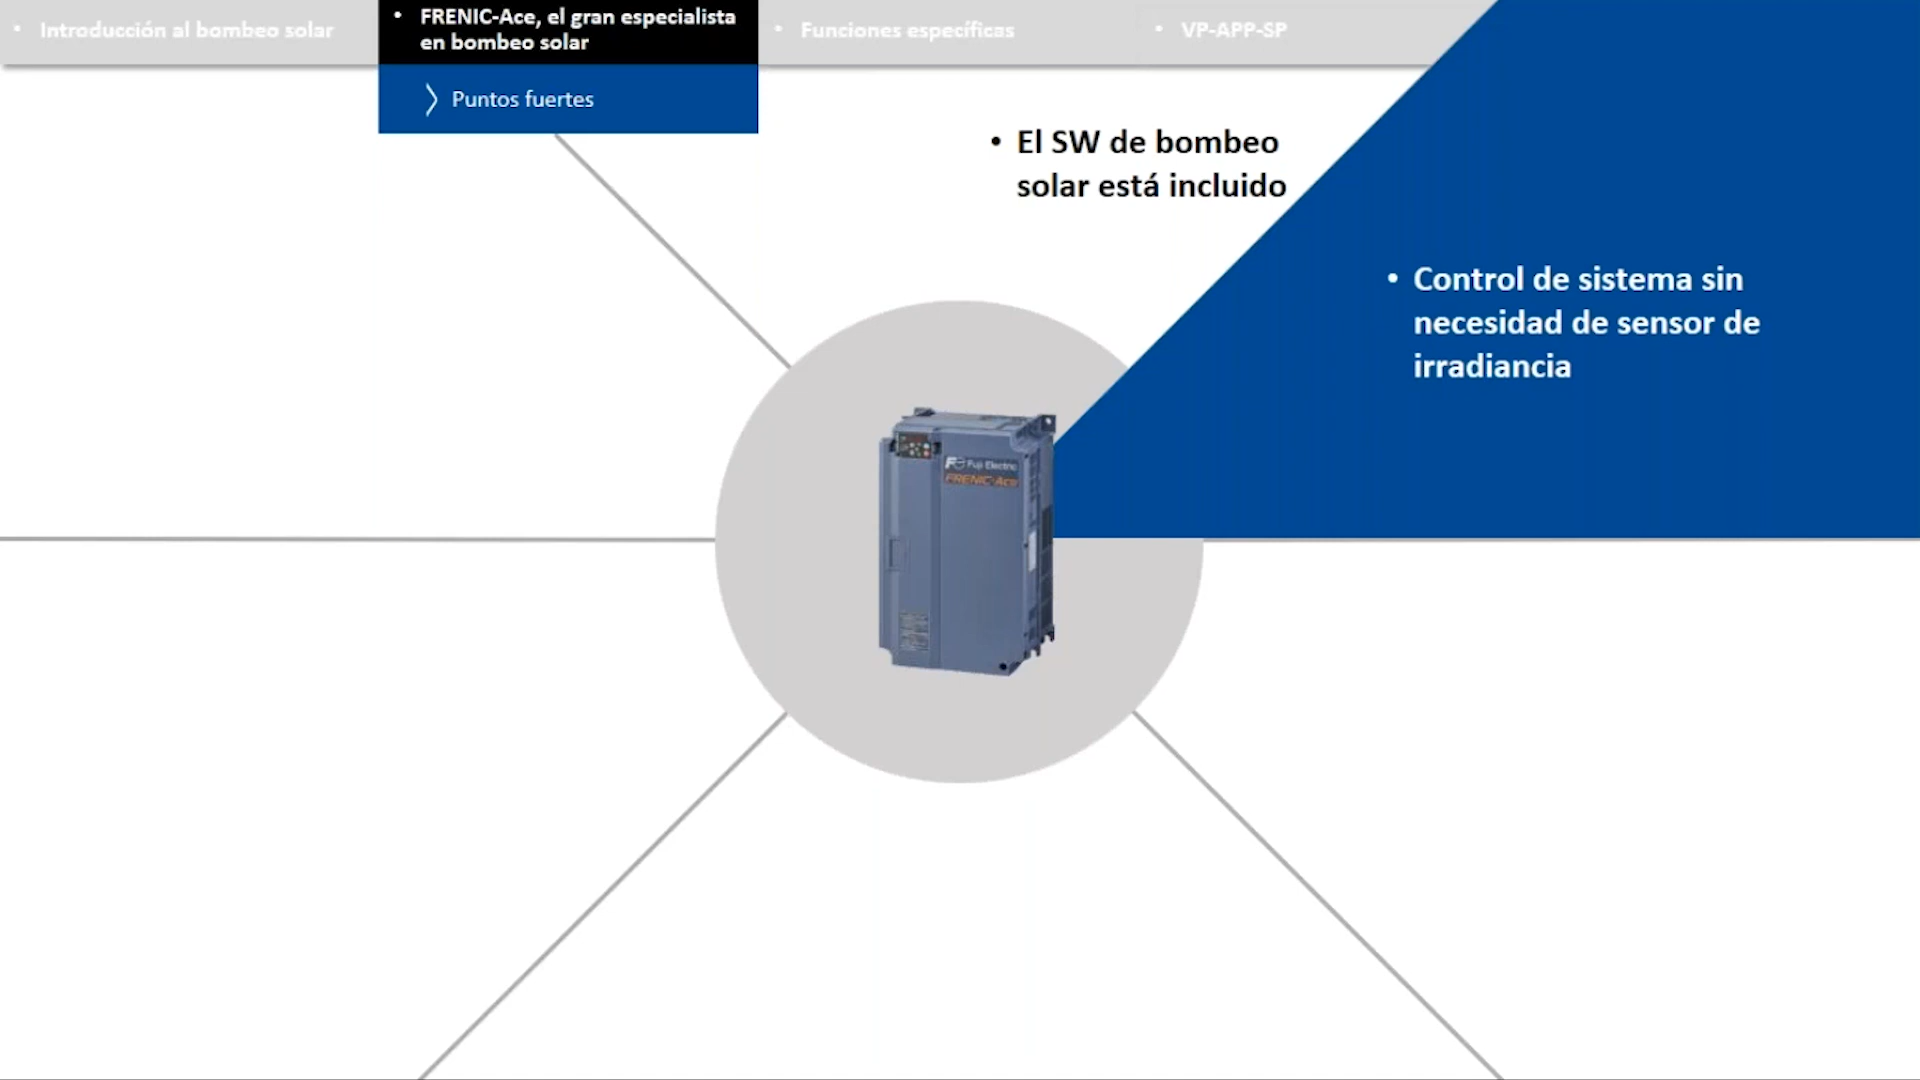 • Introducción al bombeo solar
• FRENIC-Ace, el gran especialista
en bombeo solar
• Funciones específicas
• VP-APP-SP
Puntos fuertes
• El SW de bombeo
solar está incluido
• Control de sistema sin
necesidad de sensor de
irradiancia
Fuji Electric
FRENIC-Ace